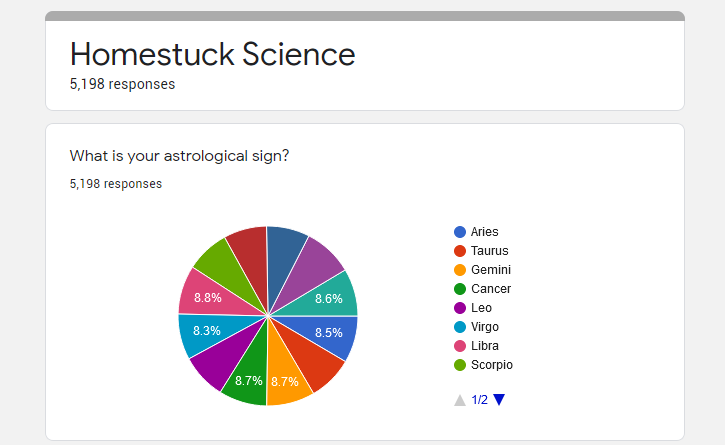 Homestuck Science
5,198 responses
What is your astrological sign?
5,198 responses
8.8%
8.6%
8.3%
8.5%
8.7%
8.7%
Aries
Taurus
Gemini
Cancer
Leo
Virgo
Libra
Scorpio
1/2